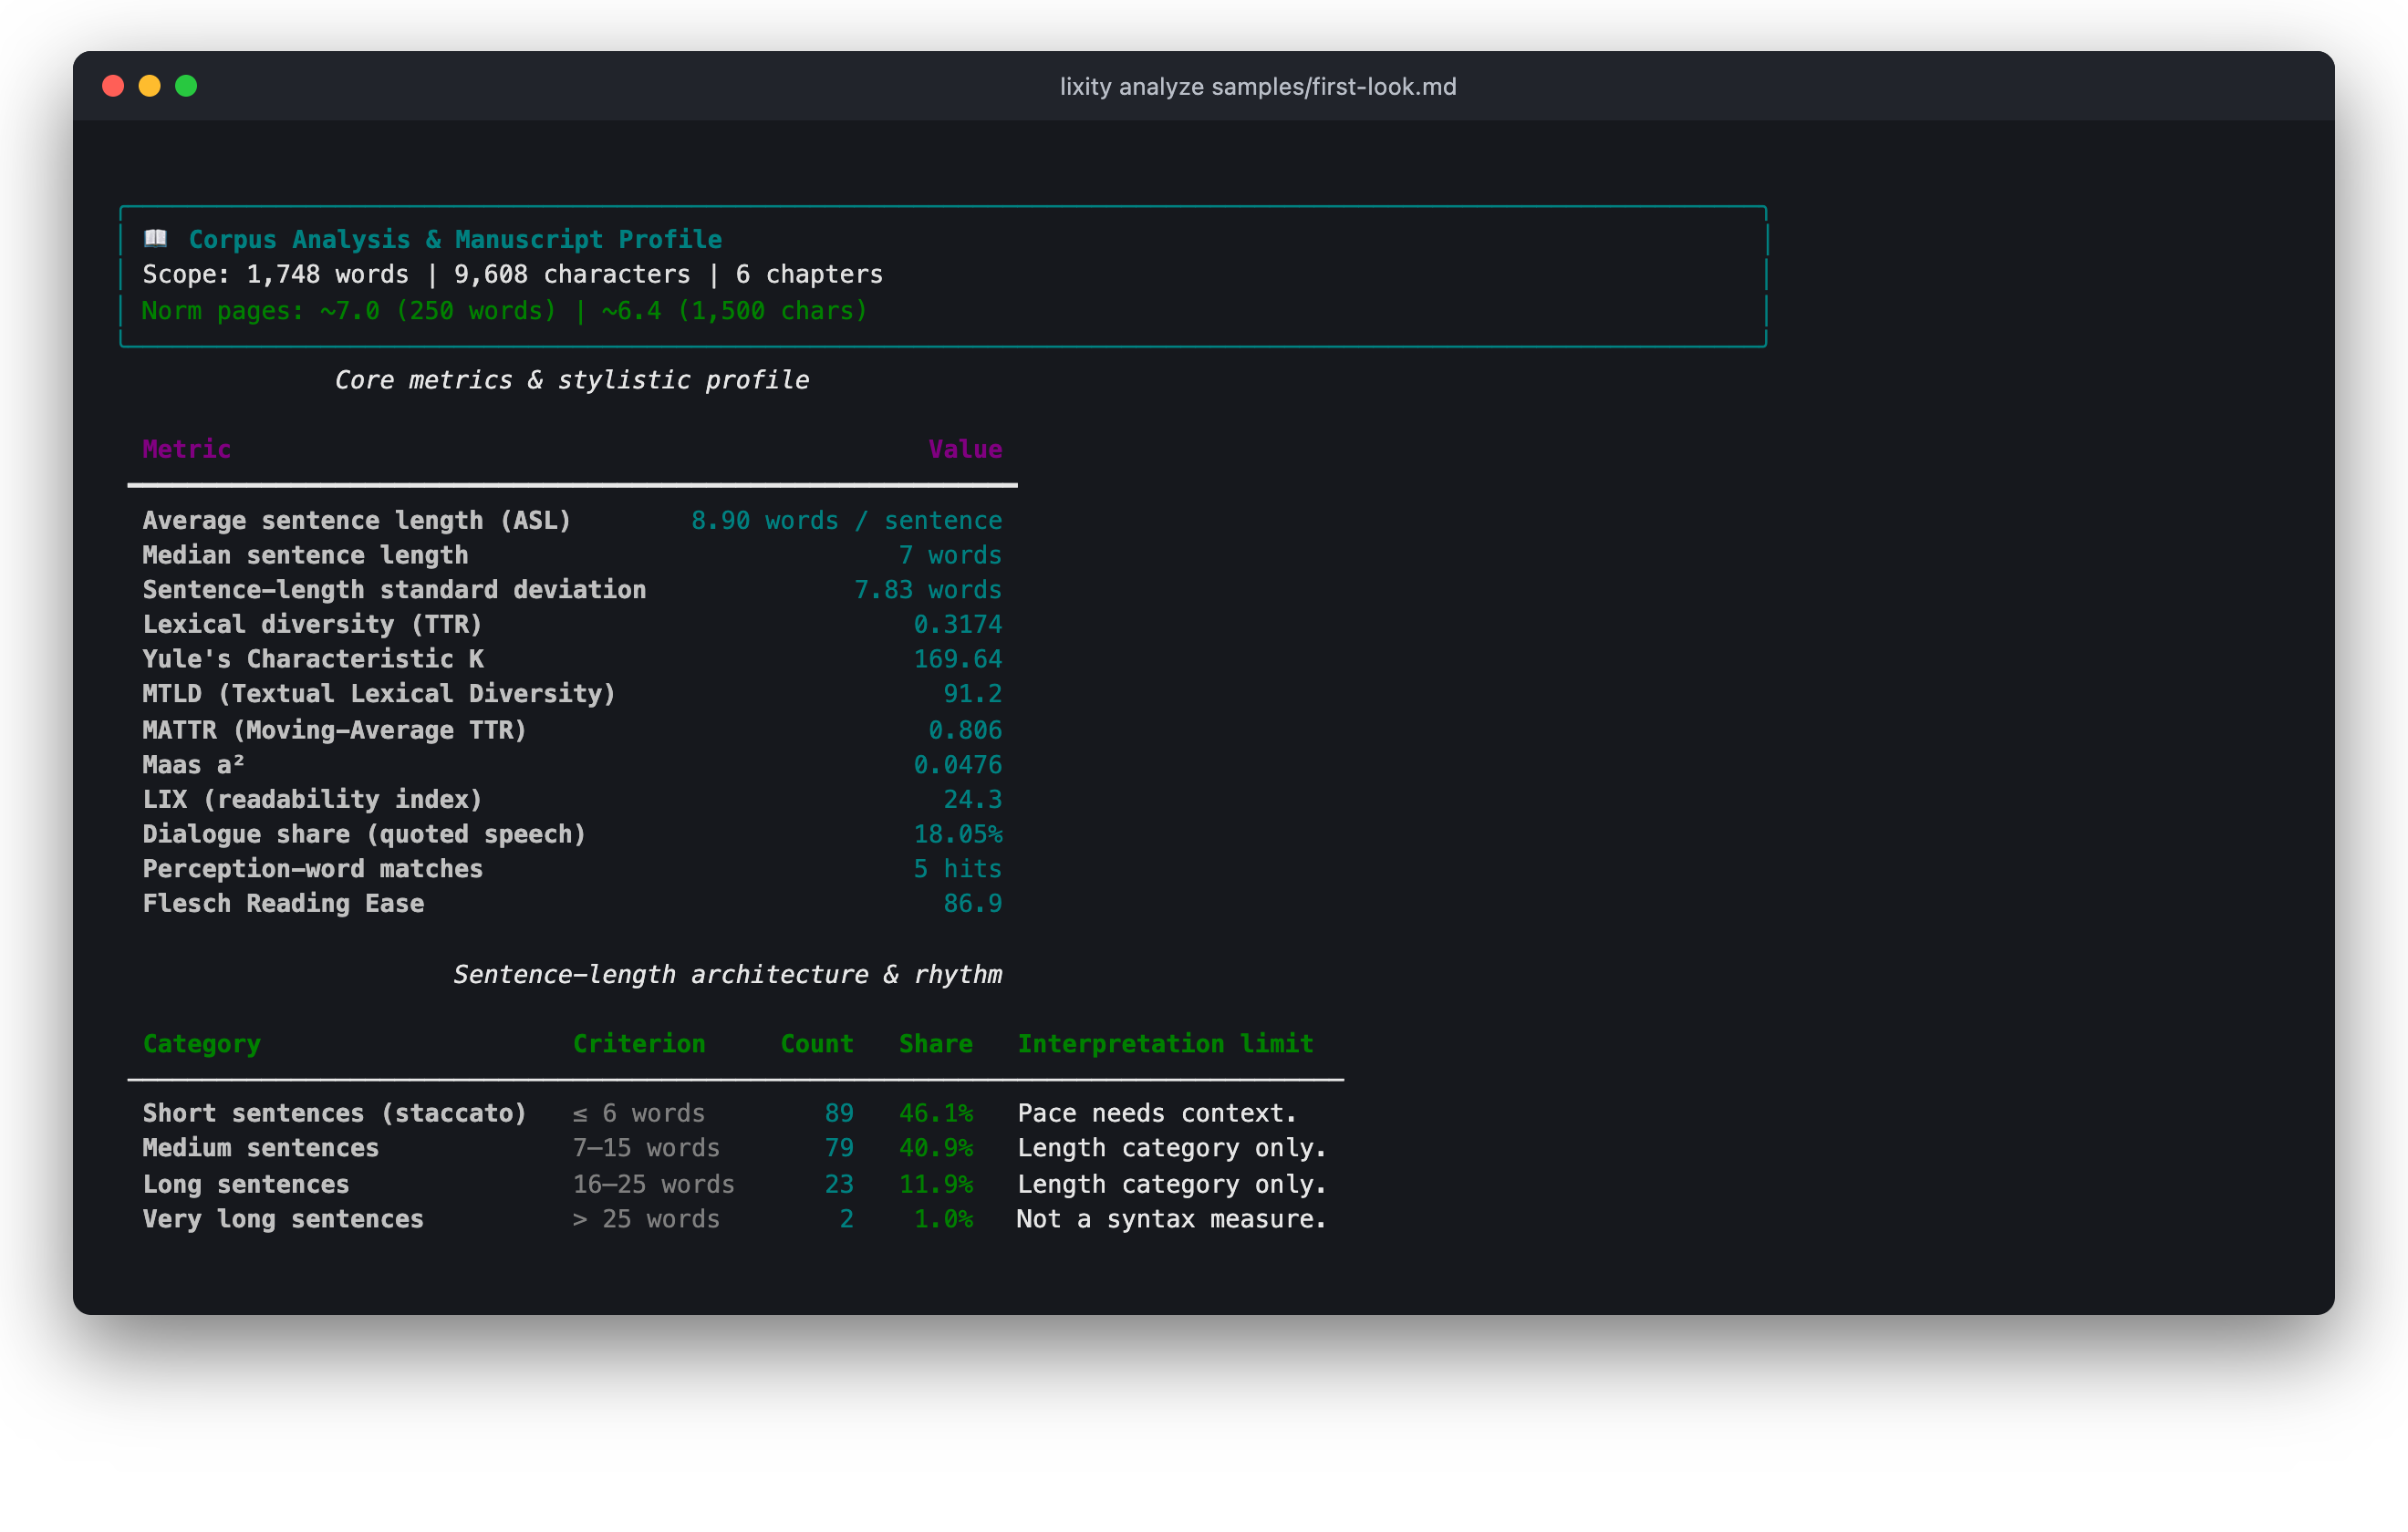 lixity analyze samples/first-look.md
📖 Corpus Analysis & Manuscript Profile
Scope: 1,748 words | 9,608 characters | 6 chapters
Norm pages: ~7.0 (250 words) | ~6.4 (1,500 chars)
Core metrics & stylistic profile
Metric Value
Average sentence length (ASL) 8.90 words / sentence
Median sentence length 7 words
Sentence-length standard deviation 7.83 words
Lexical diversity (TTR) 0.3174
Yule's Characteristic K 169.64
MTLD (Textual Lexical Diversity) 91.2
MATTR (Moving-Average TTR) 0.806
Maas a² 0.0476
LIX (readability index) 24.3
Dialogue share (quoted speech) 18.05%
Perception-word matches 5 hits
Flesch Reading Ease 86.9
Sentence-length architecture & rhythm
Category Criterion Count Share Interpretation limit
Short sentences (staccato) ≤ 6 words 89 46.1% Pace needs context.
Medium sentences 7–15 words 79 40.9% Length category only.
Long sentences 16–25 words 23 11.9% Length category only.
Very long sentences > 25 words 2 1.0% Not a syntax measure.